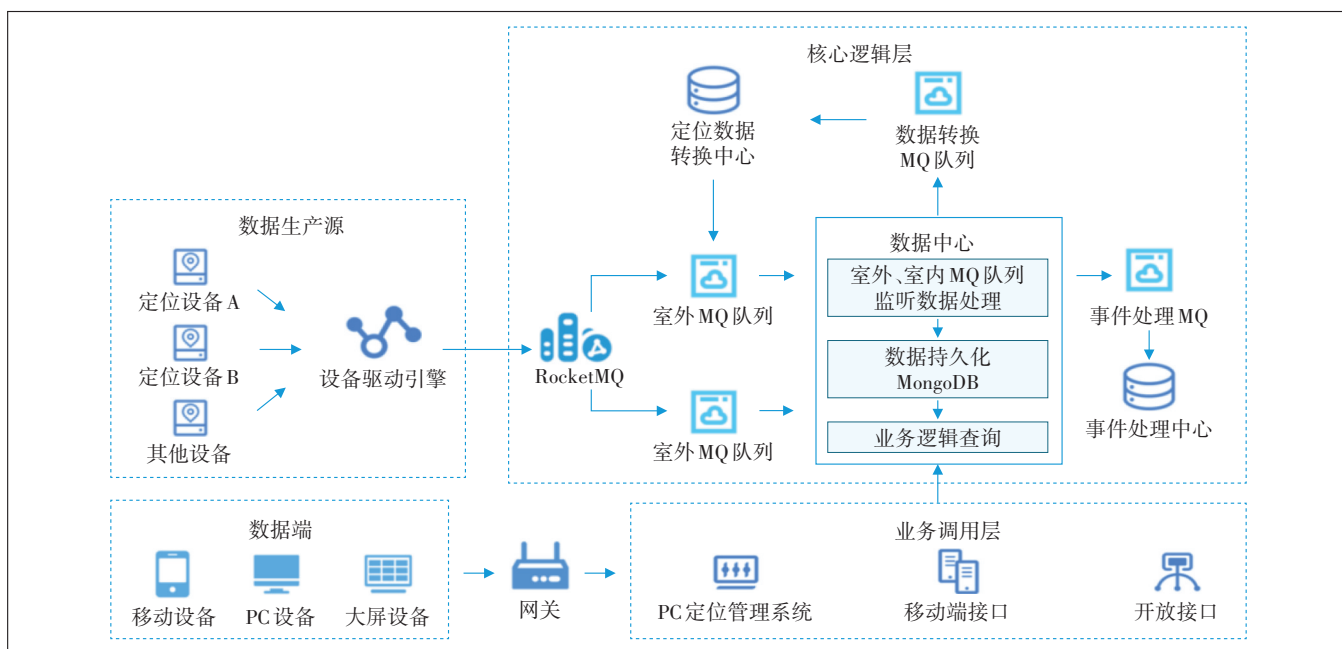 核心逻辑层
定位数据
转换中心
数据转换
MQ队列
数据生产源
定位设备A
定位设备B
其他设备
设备驱动引擎
RocketMQ
室外MQ队列
室外MQ队列
数据中心
室外、室内MQ队列
监听数据处理
数据持久化
MongoDB
业务逻辑查询
事件处理MQ
事件处理中心
数据端
移动设备
PC设备
大屏设备
网关
业务调用层
PC定位管理系统
移动端接口
开放接口